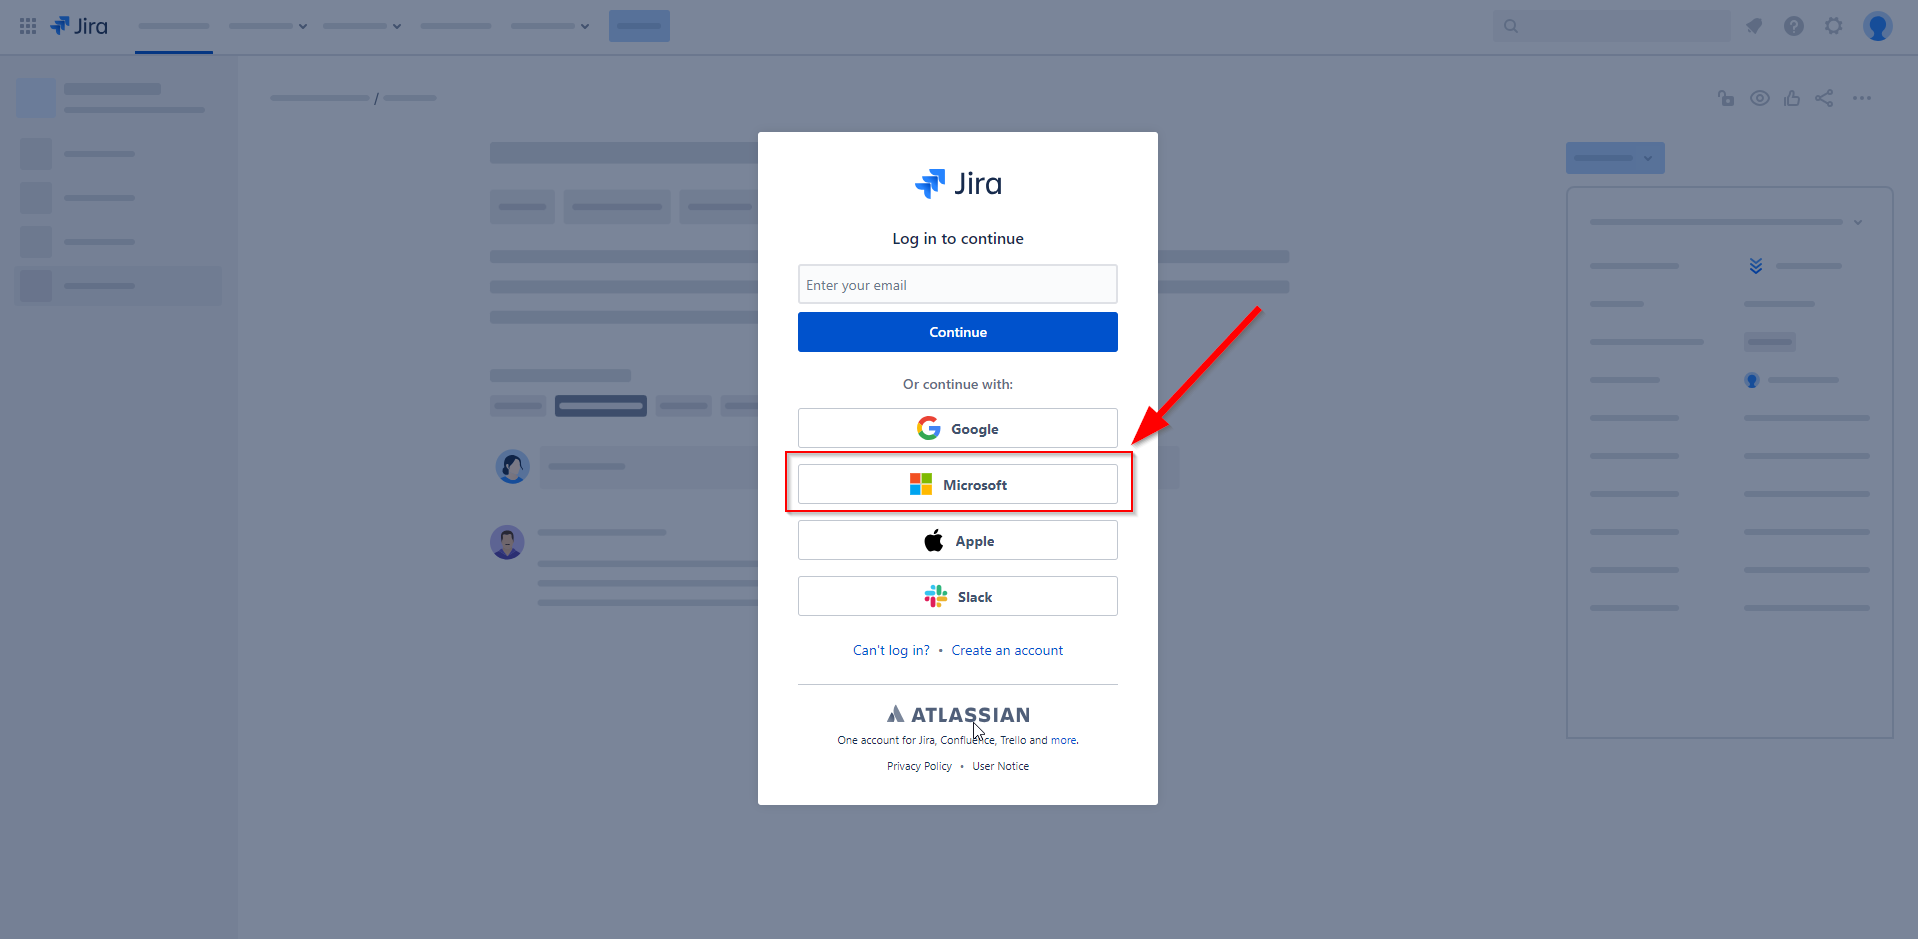 Jira
/
Jira
Log in to continue
Enter your email
Continue
Or continue with:
Google
Microsoft
Apple
Slack
Can't log in? • Create an account
ATLASSIAN
One account for Jira, Confluence, Trello and more.
Privacy Policy • User Notice